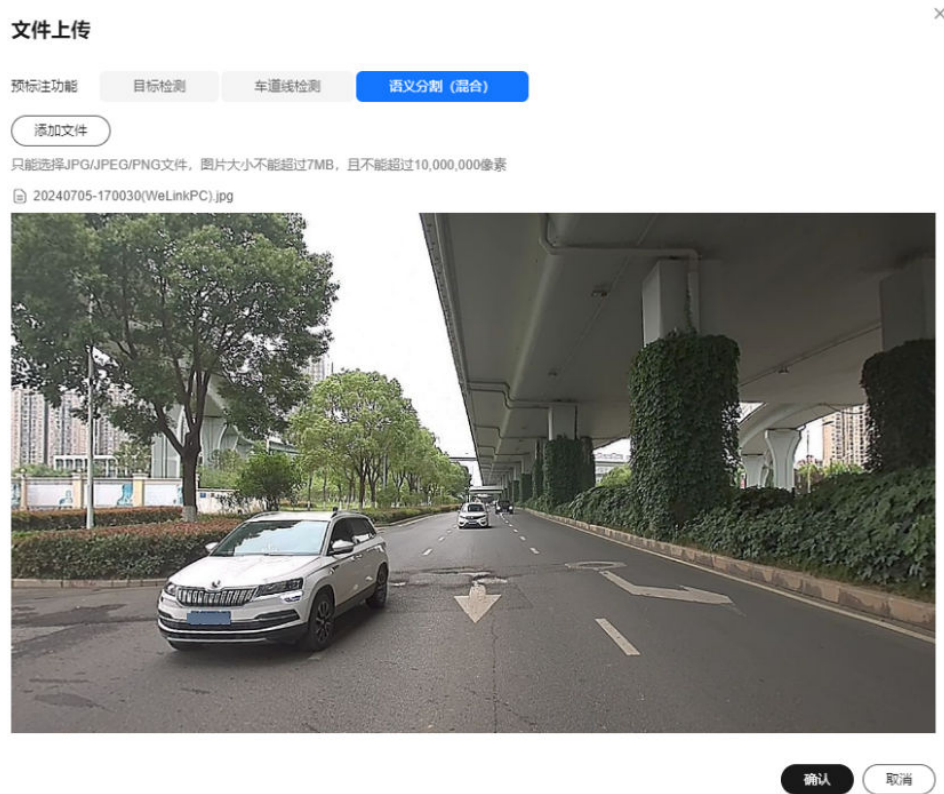 文件上传
预标注功能 目标检测 车道线检测 语义分割（混合）
添加文件
只能选择JPG/JPEG/PNG文件，图片大小不能超过7MB，且不能超过10,000,000像素
20240705-170030(WeLinkPC).jpg
确认 取消